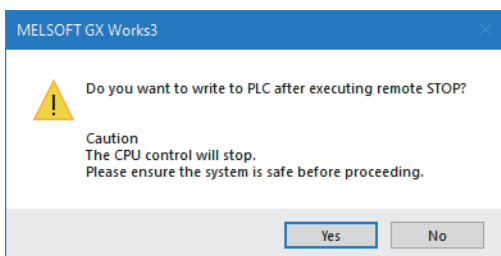 MELSOFT GX Works3
Do you want to write to PLC after executing remote STOP?
Caution
The CPU control will stop.
Please ensure the system is safe before proceeding.
Yes
No